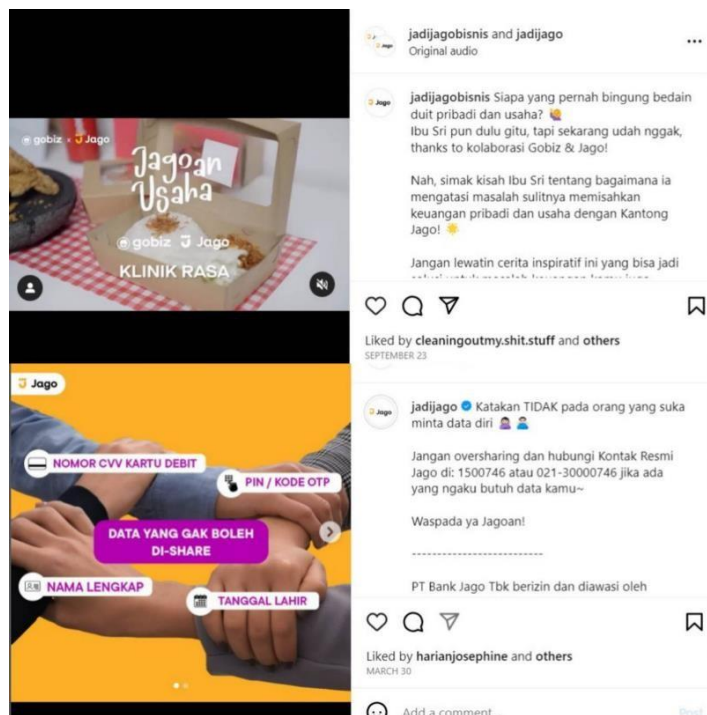 gobiz x Jago
Jagoan
Usaha
gobiz Jago
KLINIK RASA
jadijagobisnis and jadijago
Original audio
Jago
jadijagobisnis Siapa yang pernah bingung bedain
duit pribadi dan usaha? 🙋
Ibu Sri pun dulu gitu, tapi sekarang udah nggak,
thanks to kolaborasi Gobiz & Jago!
Nah, simak kisah Ibu Sri tentang bagaimana ia
mengatasi masalah sulitnya memisahkan
keuangan pribadi dan usaha dengan Kantong
Jago! 🌟
Jangan lewatin cerita inspiratif ini yang bisa jadi
Liked by cleaningoutmy.shit.stuff and others
SEPTEMBER 23
Jago
NOMOR CVV KARTU DEBIT
PIN / KODE OTP
DATA YANG GAK BOLEH
DI-SHARE
NAMA LENGKAP
TANGGAL LAHIR
Jago
jadijago Katakan TIDAK pada orang yang suka
minta data diri 🙅🏽‍♀️ 🙅🏻‍♂️
Jangan oversharing dan hubungi Kontak Resmi
Jago di: 1500746 atau 021-30000746 jika ada
yang ngaku butuh data kamu~
Waspada ya Jagoan!
--------------------------
PT Bank Jago Tbk berizin dan diawasi oleh
Liked by harianjosephine and others
MARCH 30
Add a comment...
Post